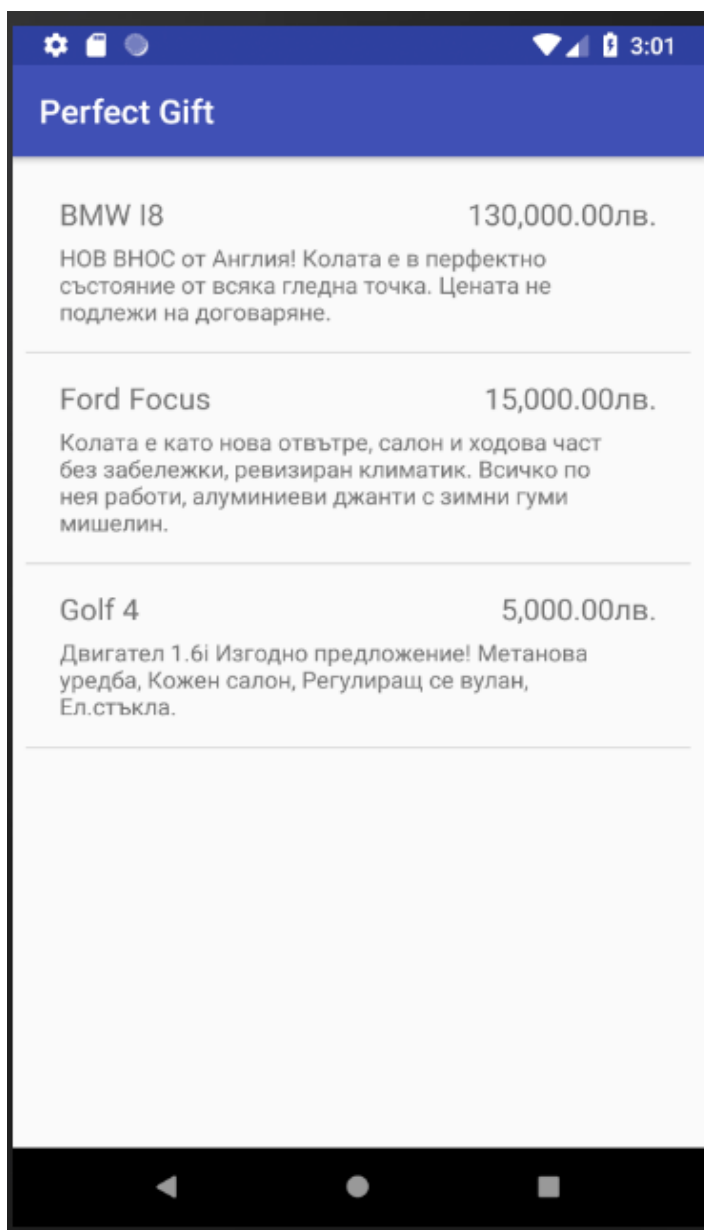 3:01
Perfect Gift
BMW I8 130,000.00лв.
НОВ ВНОС от Англия! Колата е в перфектно
състояние от всяка гледна точка. Цената не
подлежи на договаряне.
Ford Focus 15,000.00лв.
Колата е като нова отвътре, салон и ходова част
без забележки, ревизиран климатик. Всичко по
нея работи, алуминиеви джанти с зимни гуми
мишелин.
Golf 4 5,000.00лв.
Двигател 1.6i Изгодно предложение! Метанова
уредба, Кожен салон, Регулиращ се вулан,
Ел.стъкла.